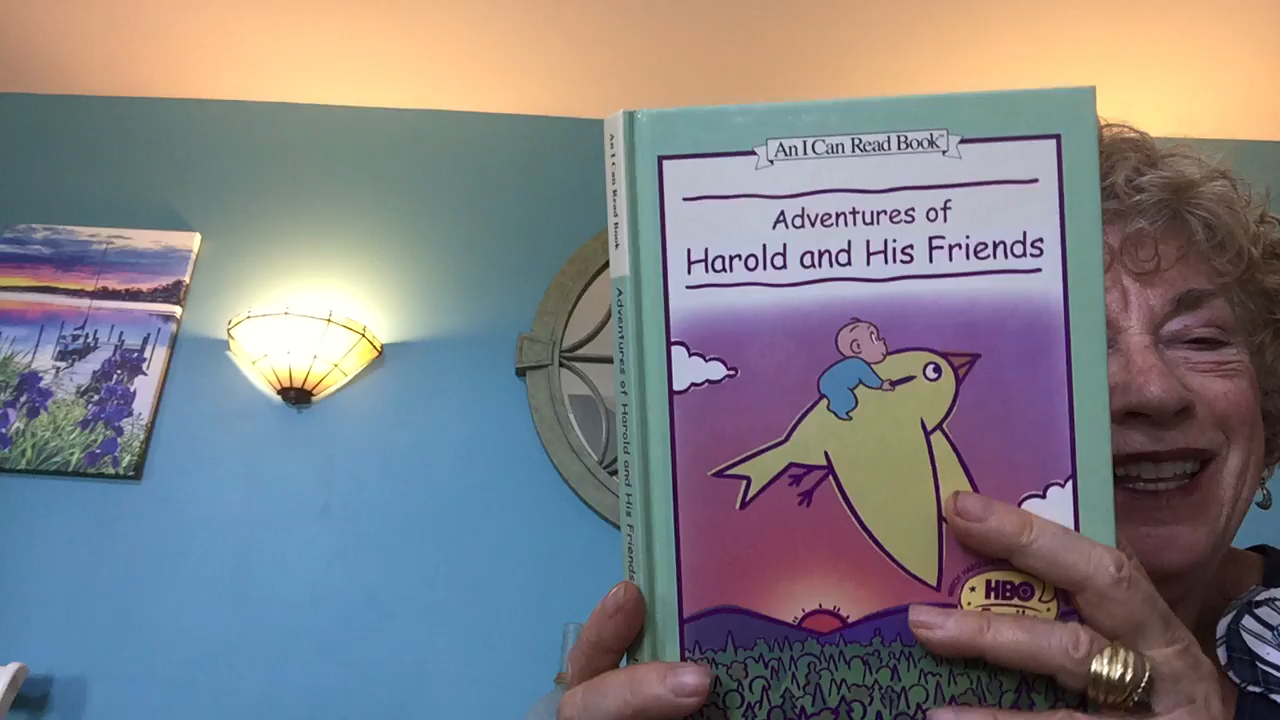 An I Can Read Book™
Adventures of
Harold and His Friends
HBO
An I Can Read Book
Adventures of Harold and His Friends